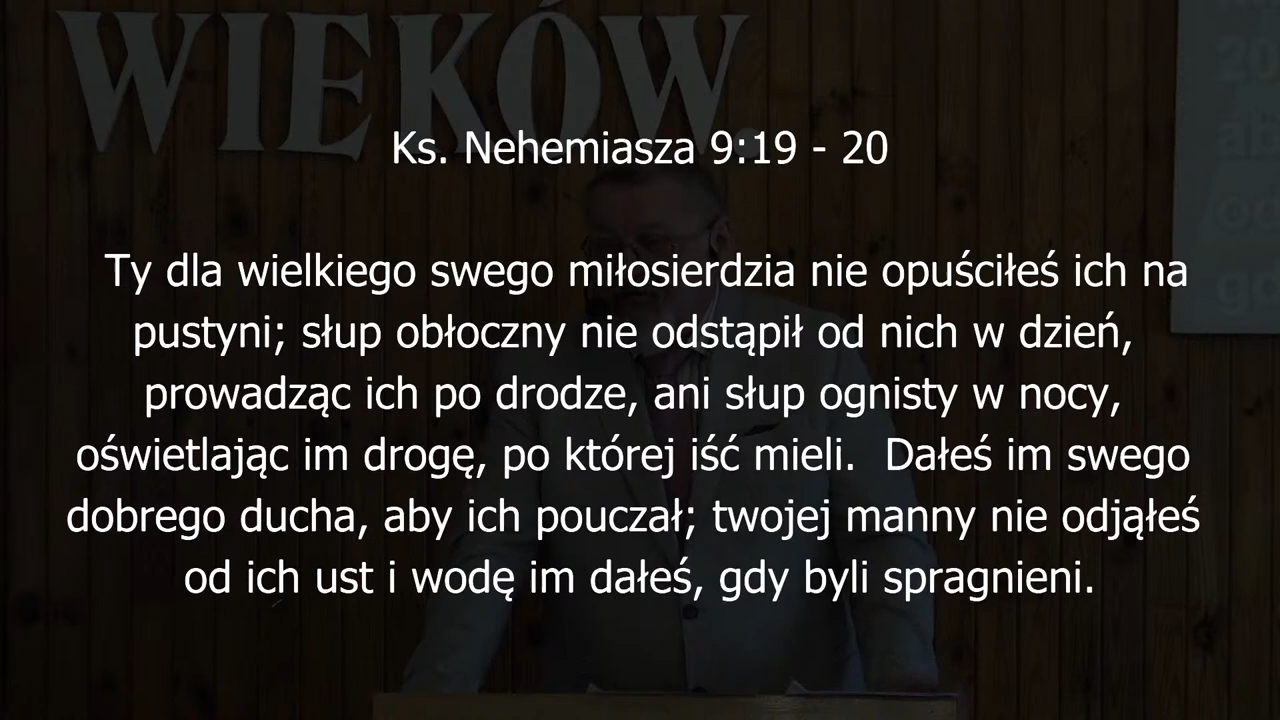 WIEKÓW.
Ks. Nehemiasza 9:19 - 20
Ty dla wielkiego swego miłosierdzia nie opuściłeś ich na
pustyni; słup obłoczny nie odstąpił od nich w dzień,
prowadząc ich po drodze, ani słup ognisty w nocy,
oświetlając im drogę, po której iść mieli.  Dałeś im swego
dobrego ducha, aby ich pouczał; twojej manny nie odjąłeś
od ich ust i wodę im dałeś, gdy byli spragnieni.